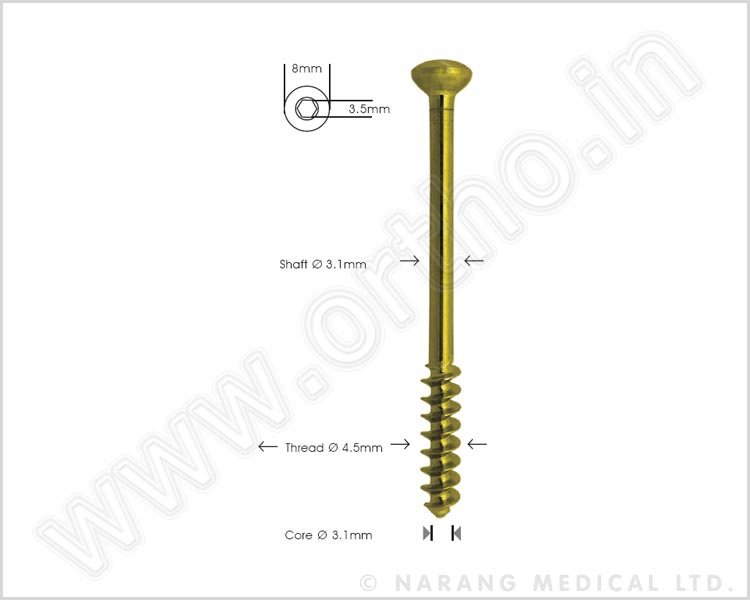 8mm
3.5mm
Shaft Ø 3.1mm
Thread Ø 4.5mm
Core Ø 3.1mm
www.ortho.in
© NARANG MEDICAL LTD.